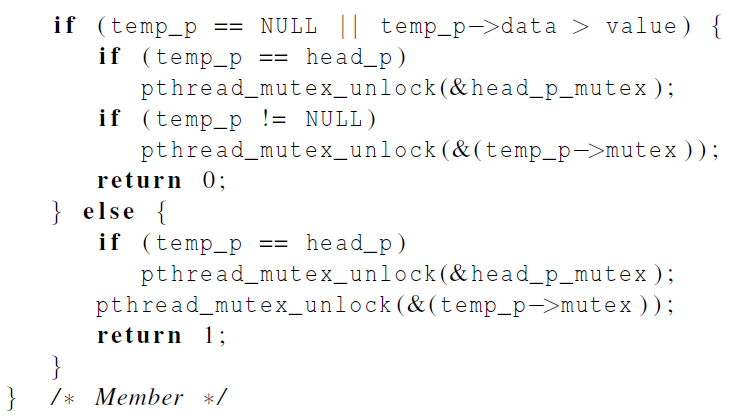 if (temp_p == NULL || temp_p->data > value) {
if (temp_p == head_p)
pthread_mutex_unlock(&head_p_mutex);
if (temp_p != NULL)
pthread_mutex_unlock(&(temp_p->mutex));
return 0;
} else {
if (temp_p == head_p)
pthread_mutex_unlock(&head_p_mutex);
pthread_mutex_unlock(&(temp_p->mutex));
return 1;
}
} /* Member */